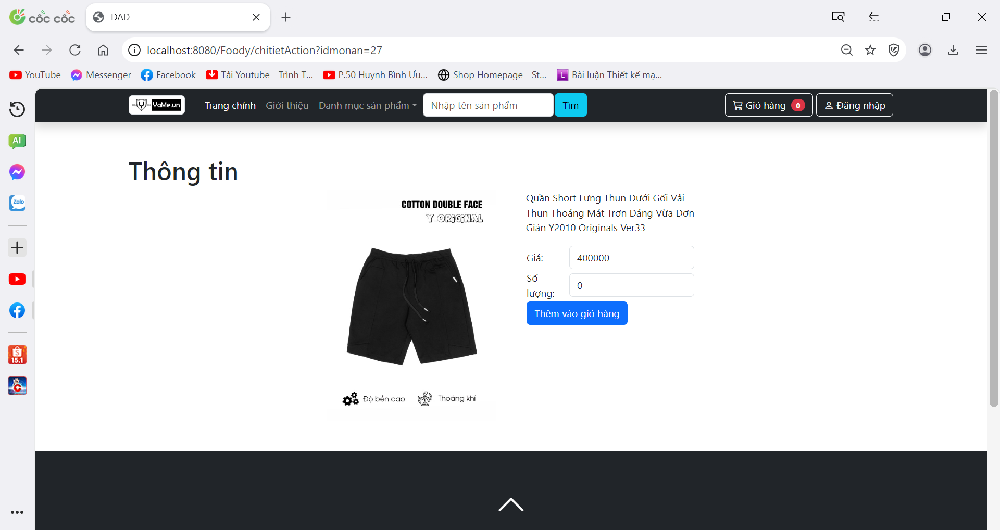 cốc cốc
DAD
localhost:8080/Foody/chitietAction?idmonan=27
YouTube
Messenger
Facebook
Tải Youtube - Trình T...
P.50 Huynh Bình Ưu...
Shop Homepage - St...
L
Bài luận Thiết kế mạ...
Y
YaMe.un
Trang chính
Giới thiệu
Danh mục sản phẩm
Nhập tên sản phẩm
Tìm
Giỏ hàng 0
Đăng nhập
AI
Zalo
S
15.1
C
Thông tin
COTTON DOUBLE FACE
Y_ORiGiNAL
Độ bền cao
Thoáng khí
Quần Short Lưng Thun Dưới Gối Vải
Thun Thoáng Mát Trơn Dáng Vừa Đơn
Giản Y2010 Originals Ver33
Giá:
400000
Số
lượng:
0
Thêm vào giỏ hàng